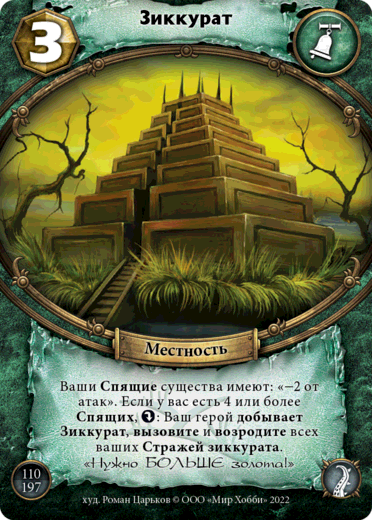 Зиккурат
3
Местность
Ваши Спящие существа имеют: «−2 от
атак». Если у вас есть 4 или более
Спящих, : Ваш герой добывает
Зиккурат, вызовите и возродите всех
ваших Стражей зиккурата.
«Нужно БОЛЬШЕ золота!»
110
197
худ. Роман Царьков © ООО «Мир Хобби» 2022